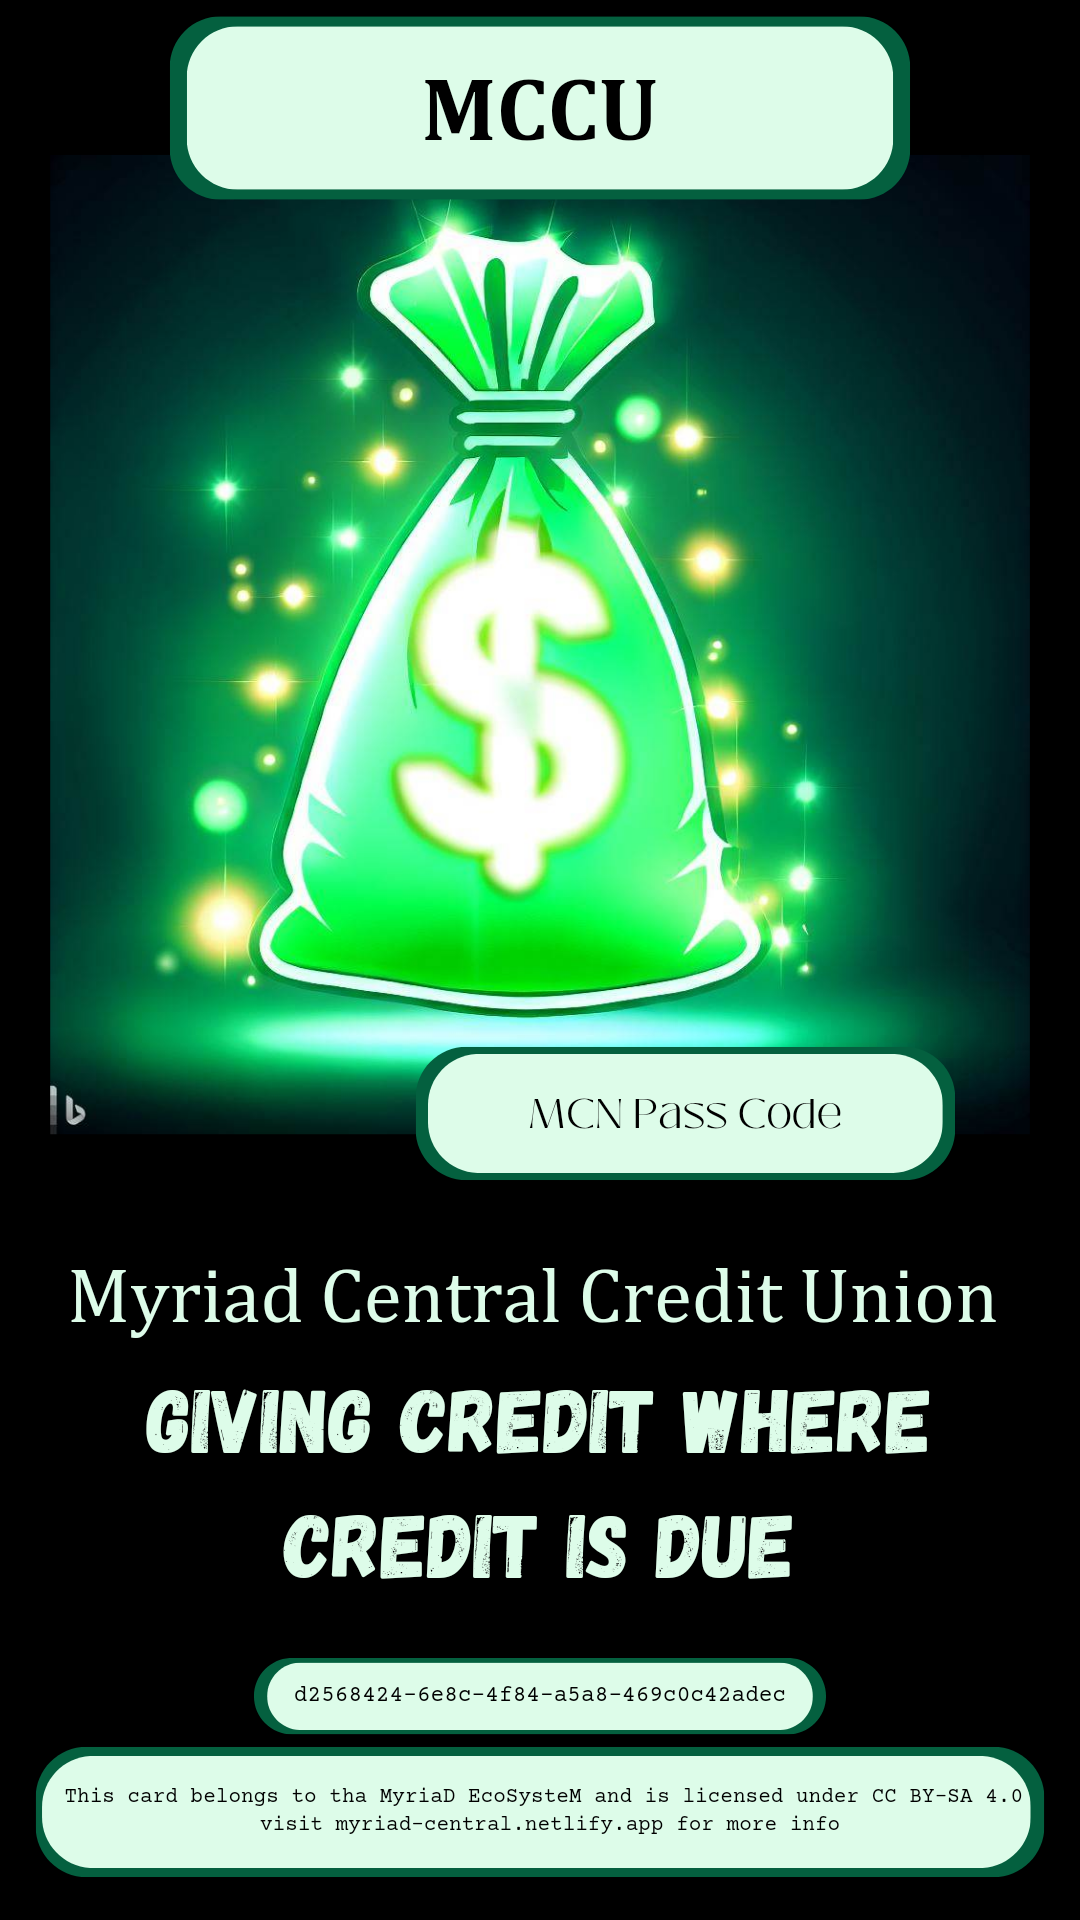 MCCU
MCN Pass Code
Myriad Central Credit Union
GIVING CREDIT WHERE
CREDIT IS DUE
d2568424-6e8c-4f84-a5a8-469c0c42adec
This card belongs to tha MyriaD EcoSysteM and is licensed under CC BY-SA 4.0
visit myriad-central.netlify.app for more info